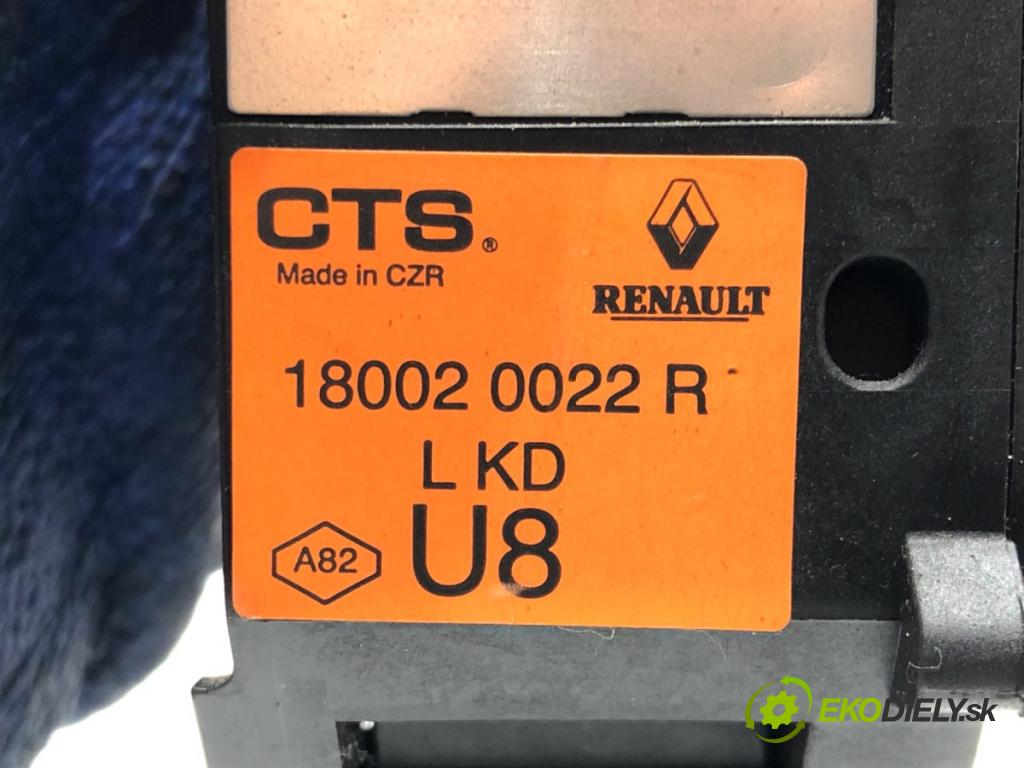 CTS®
Made in CZR
RENAULT
18002 0022 R
L KD
A82
U8
EKODIELY.sk